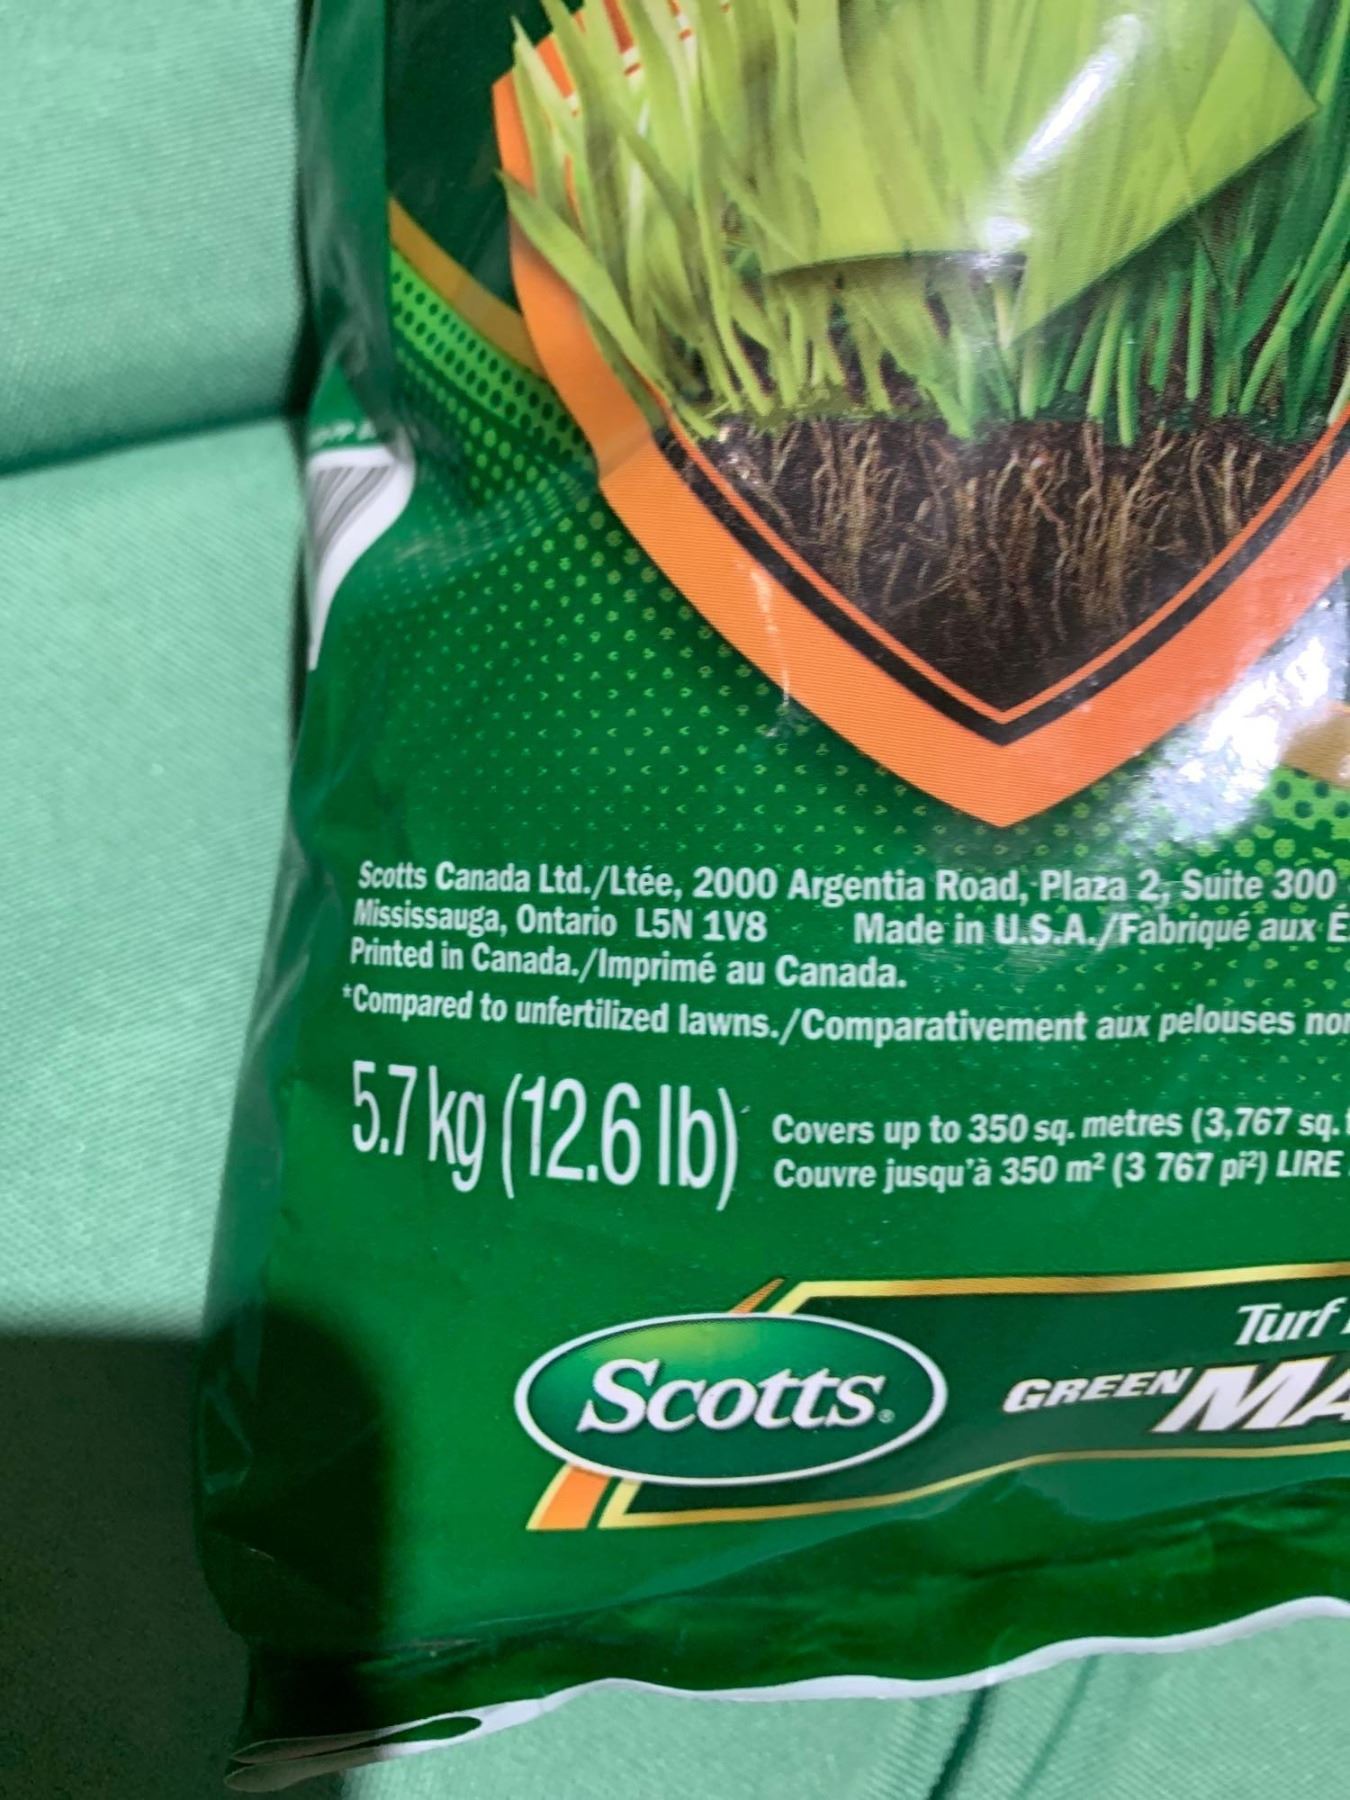 Scotts Canada Ltd./Ltée, 2000 Argentia Road, Plaza 2, Suite 300
Mississauga, Ontario L5N 1V8 Made in U.S.A./Fabriqué aux
Printed in Canada./Imprimé au Canada.
*Compared to unfertilized lawns./Comparativement aux pelouses
5.7 kg (12.6 lb)
Covers up to 350 sq. metres (3,767 sq.
Couvre jusqu'à 350 m² (3 767 pi²) LIRE
Scotts®
Turf
GREEN